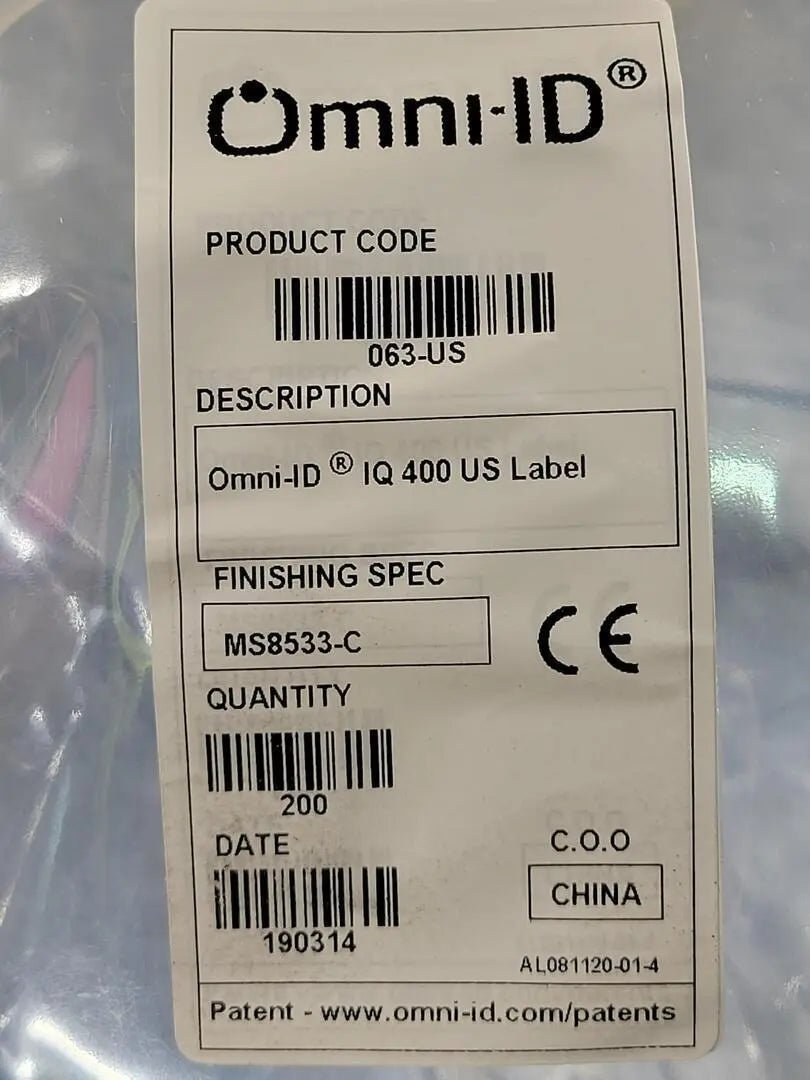 Omni-ID®
PRODUCT CODE
063-US
DESCRIPTION
Omni-ID ® IQ 400 US Label
FINISHING SPEC
MS8533-C
CE
QUANTITY
200
DATE
C.O.O
CHINA
190314
AL081120-01-4
Patent - www.omni-id.com/patents